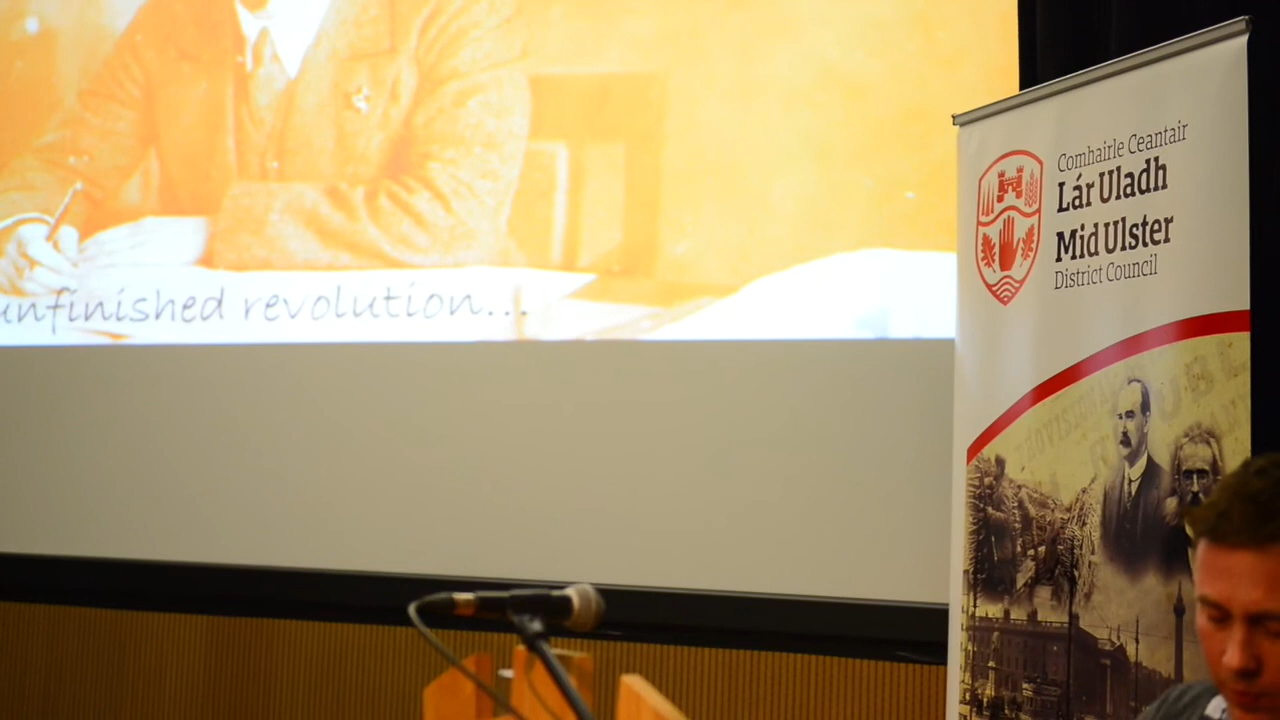 unfinished revolution...
Comhairle Ceantair
Lár Uladh
Mid Ulster
District Council